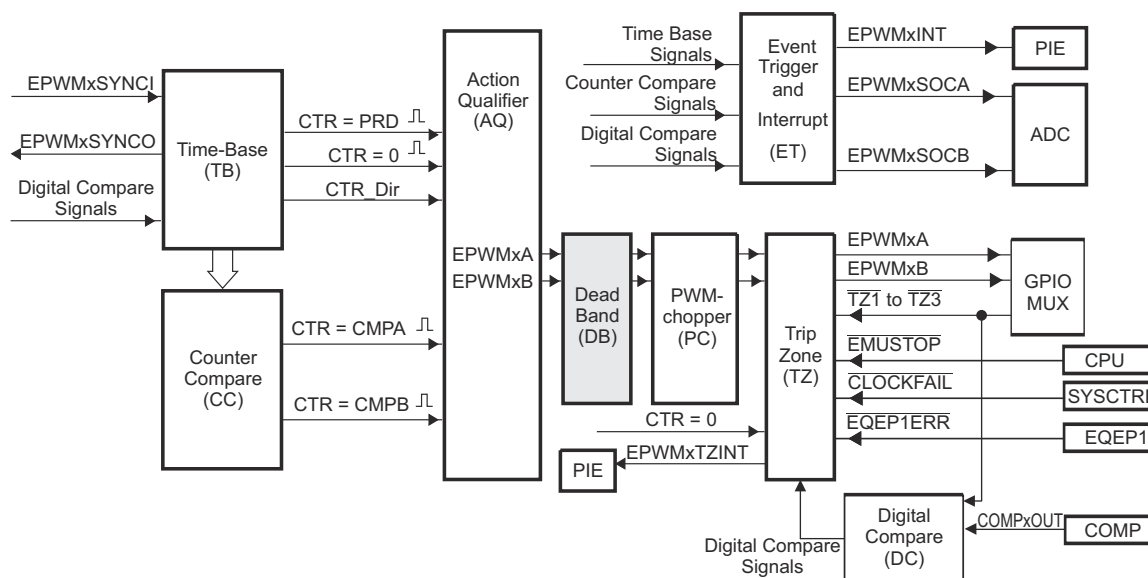 EPWMxSYNCI
EPWMxSYNCO
Digital Compare
Signals
Time-Base
(TB)
CTR = PRD
CTR = 0
CTR_Dir
Counter
Compare
(CC)
CTR = CMPA
CTR = CMPB
Action
Qualifier
(AQ)
EPWMxA
EPWMxB
Dead
Band
(DB)
PWM-
chopper
(PC)
Time Base
Signals
Counter Compare
Signals
Digital Compare
Signals
Event
Trigger
and
Interrupt
(ET)
EPWMxINT
EPWMxSOCA
EPWMxSOCB
PIE
ADC
Trip
Zone
(TZ)
EPWMxA
EPWMxB
TZ1 to TZ3
EMUSTOP
CLOCKFAIL
EQEP1ERR
GPIO
MUX
CPU
SYSCTRL
EQEP1
CTR = 0
EPWMxTZINT
PIE
Digital Compare
Signals
Digital
Compare
(DC)
COMPxOUT
COMP